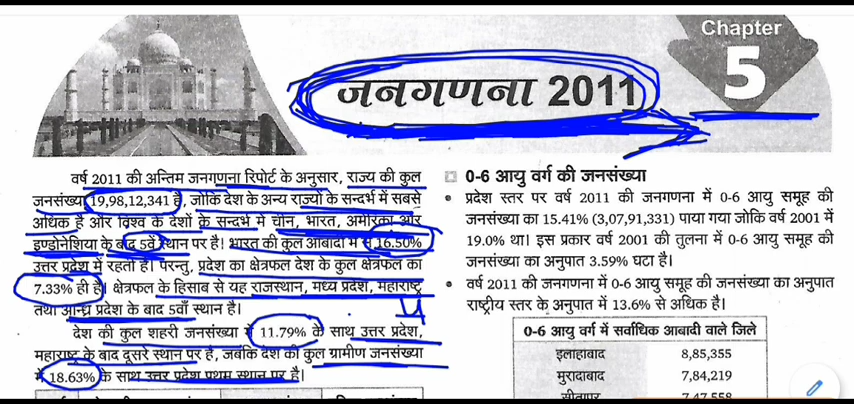 Chapter
5
जनगणना 2011
वर्ष 2011 की अन्तिम जनगणना रिपोर्ट के अनुसार, राज्य की कुल
जनसंख्या 19,98,12,341 है, जोकि देश के अन्य राज्यों के सन्दर्भ में सबसे
अधिक है और विश्व के देशों के सन्दर्भ में चीन, भारत, अमेरिका और
इण्डोनेशिया के बाद 5वें स्थान पर है। भारत की कुल आबादी में से 16.50%
उत्तर प्रदेश में रहती है। परन्तु, प्रदेश का क्षेत्रफल देश के कुल क्षेत्रफल का
7.33% ही है। क्षेत्रफल के हिसाब से यह राजस्थान, मध्य प्रदेश, महाराष्ट्र
तथा आन्ध्र प्रदेश के बाद 5वाँ स्थान है।
देश की कुल शहरी जनसंख्या में 11.79% के साथ उत्तर प्रदेश,
महाराष्ट्र के बाद दूसरे स्थान पर है, जबकि देश की कुल ग्रामीण जनसंख्या
में 18.63% के साथ उत्तर प्रदेश प्रथम स्थान पर है।
0-6 आयु वर्ग की जनसंख्या
• प्रदेश स्तर पर वर्ष 2011 की जनगणना में 0-6 आयु समूह की
जनसंख्या का 15.41% (3,07,91,331) पाया गया जोकि वर्ष 2001 में
19.0% था। इस प्रकार वर्ष 2001 की तुलना में 0-6 आयु समूह की
जनसंख्या का अनुपात 3.59% घटा है।
• वर्ष 2011 की जनगणना में 0-6 आयु समूह की जनसंख्या का अनुपात
राष्ट्रीय स्तर के अनुपात में 13.6% से अधिक है।
0-6 आयु वर्ग में सर्वाधिक आबादी वाले जिले
इलाहाबाद 8,85,355
मुरादाबाद 7,84,219
सीतापुर 7,47,558